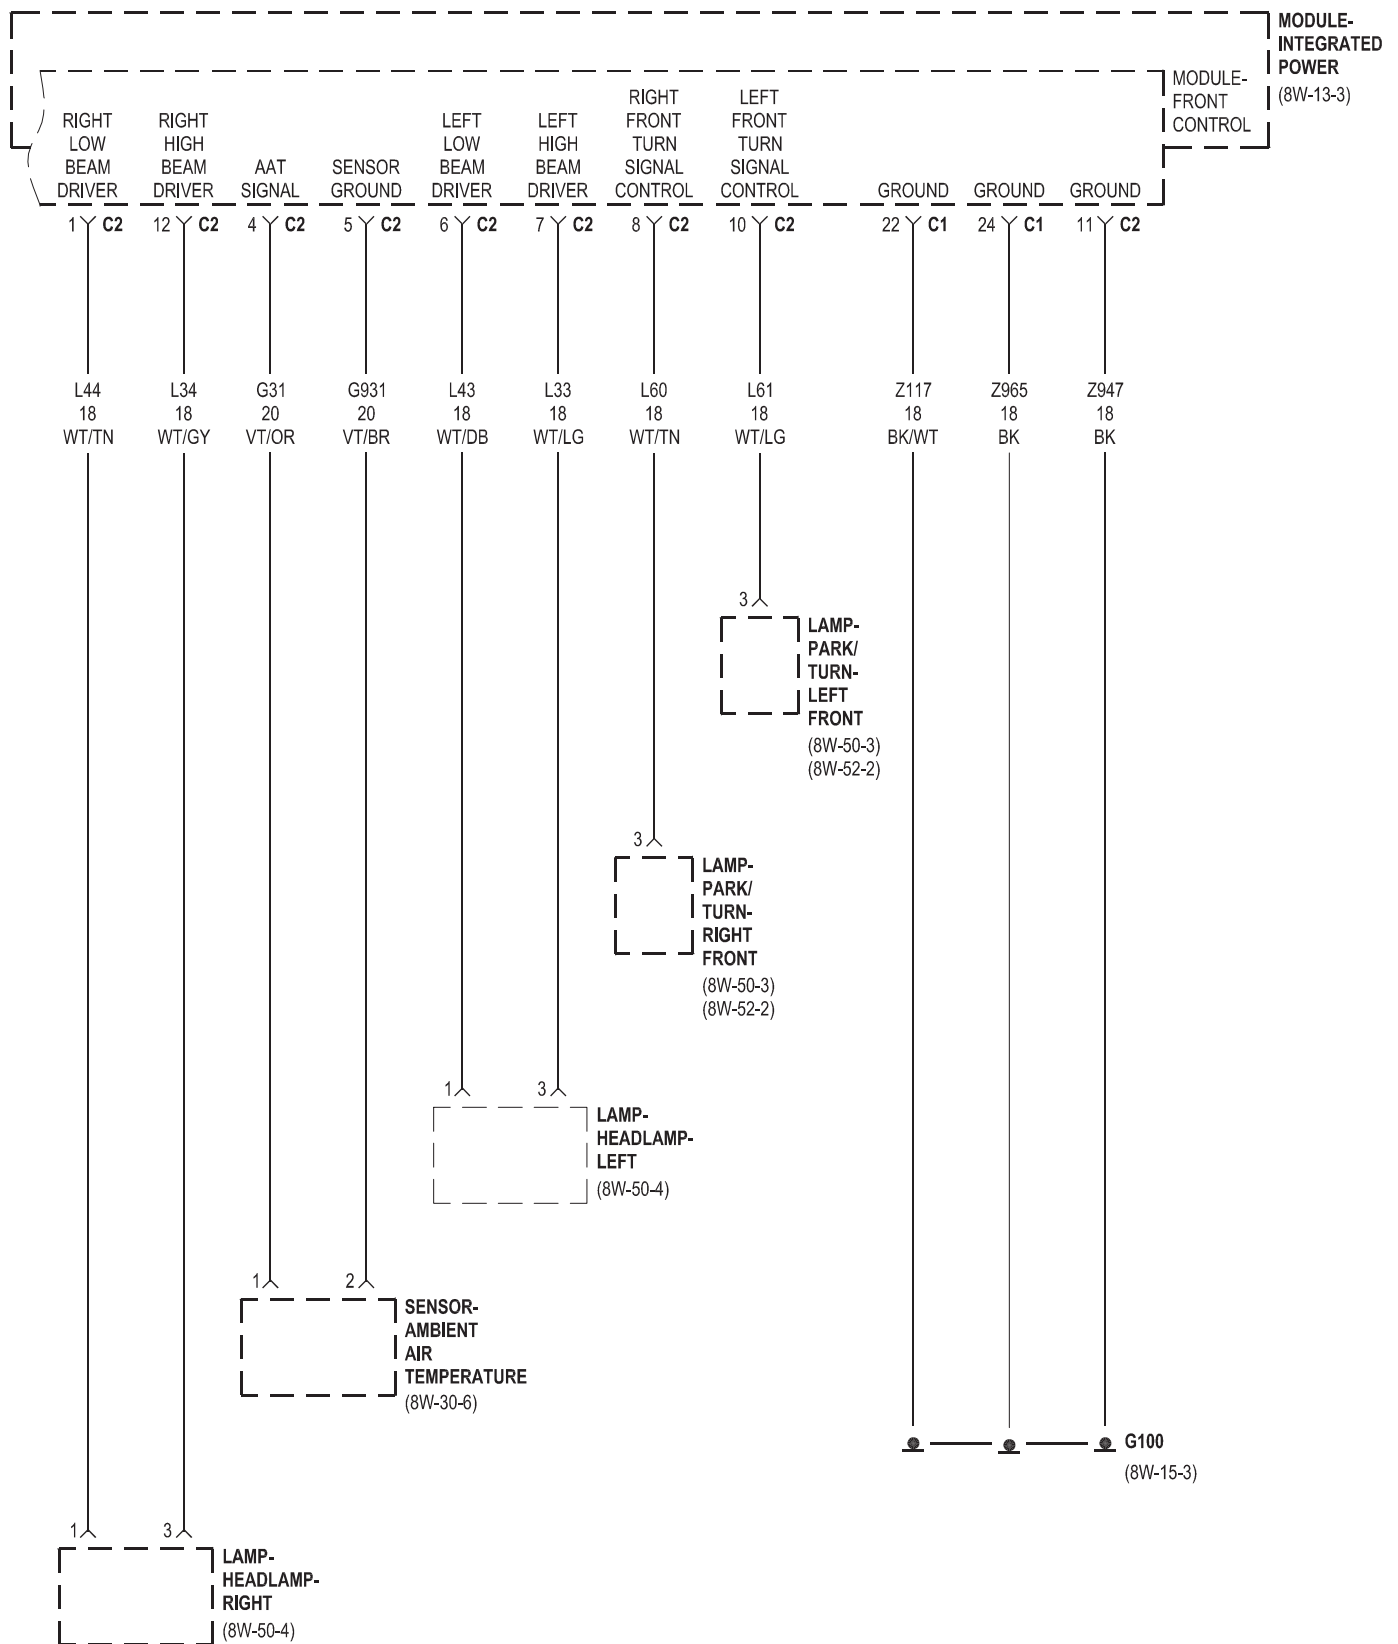 MODULE-
INTEGRATED
POWER
(8W-13-3)
MODULE-
FRONT
CONTROL
RIGHT
LOW
BEAM
DRIVER
RIGHT
HIGH
BEAM
DRIVER
AAT
SIGNAL
SENSOR
GROUND
LEFT
LOW
BEAM
DRIVER
LEFT
HIGH
BEAM
DRIVER
RIGHT
FRONT
TURN
SIGNAL
CONTROL
LEFT
FRONT
TURN
SIGNAL
CONTROL
GROUND
GROUND
GROUND
1 C2
12 C2
4 C2
5 C2
6 C2
7 C2
8 C2
10 C2
22 C1
24 C1
11 C2
L44
18
WT/TN
L34
18
WT/GY
G31
20
VT/OR
G931
20
VT/BR
L43
18
WT/DB
L33
18
WT/LG
L60
18
WT/TN
L61
18
WT/LG
Z117
18
BK/WT
Z965
18
BK
Z947
18
BK
3
LAMP-
PARK/
TURN-
LEFT
FRONT
(8W-50-3)
(8W-52-2)
3
LAMP-
PARK/
TURN-
RIGHT
FRONT
(8W-50-3)
(8W-52-2)
1 3
LAMP-
HEADLAMP-
LEFT
(8W-50-4)
1 2
SENSOR-
AMBIENT
AIR
TEMPERATURE
(8W-30-6)
G100
(8W-15-3)
1 3
LAMP-
HEADLAMP-
RIGHT
(8W-50-4)